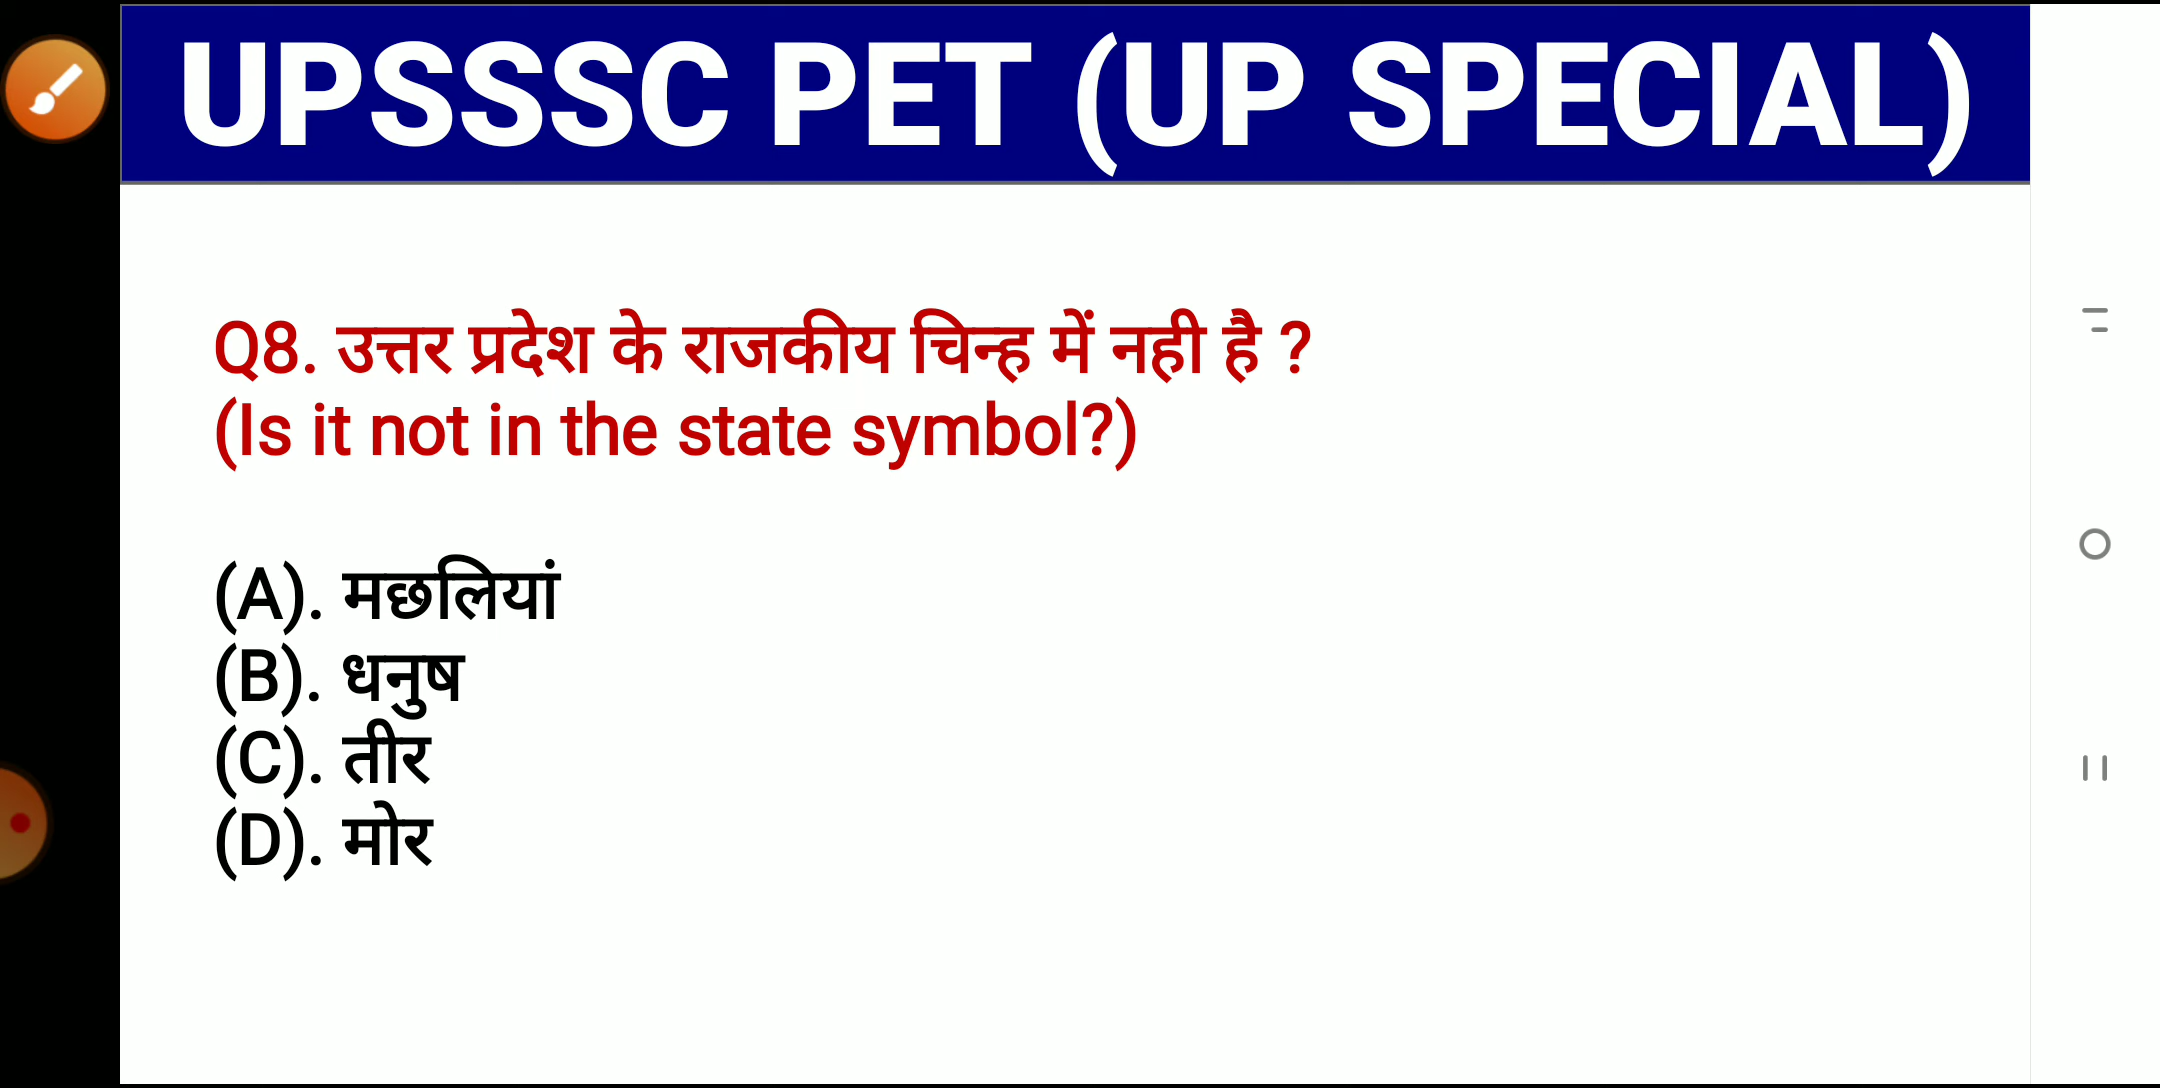 UPSSSC PET (UP SPECIAL)
Q8. उत्तर प्रदेश के राजकीय चिन्ह में नही है ?
(Is it not in the state symbol?)
(A). मछलियां
(B). धनुष
(C). तीर
(D). मोर